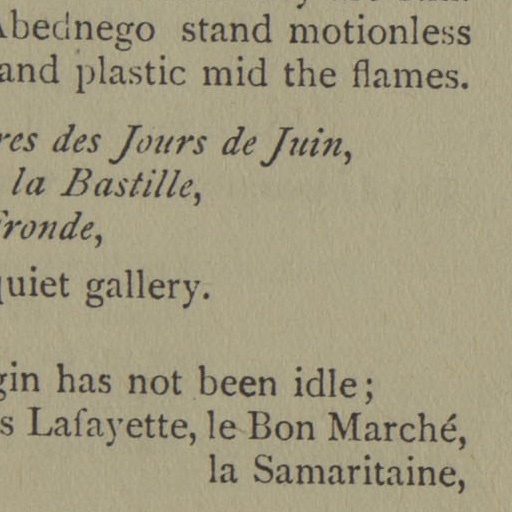 Abednego stand motionless
and plastic mid the flames.
res des Jours de Juin,
la Bastille,
Fronde,
quiet gallery.
gin has not been idle;
s Lafayette, le Bon Marché,
la Samaritaine,